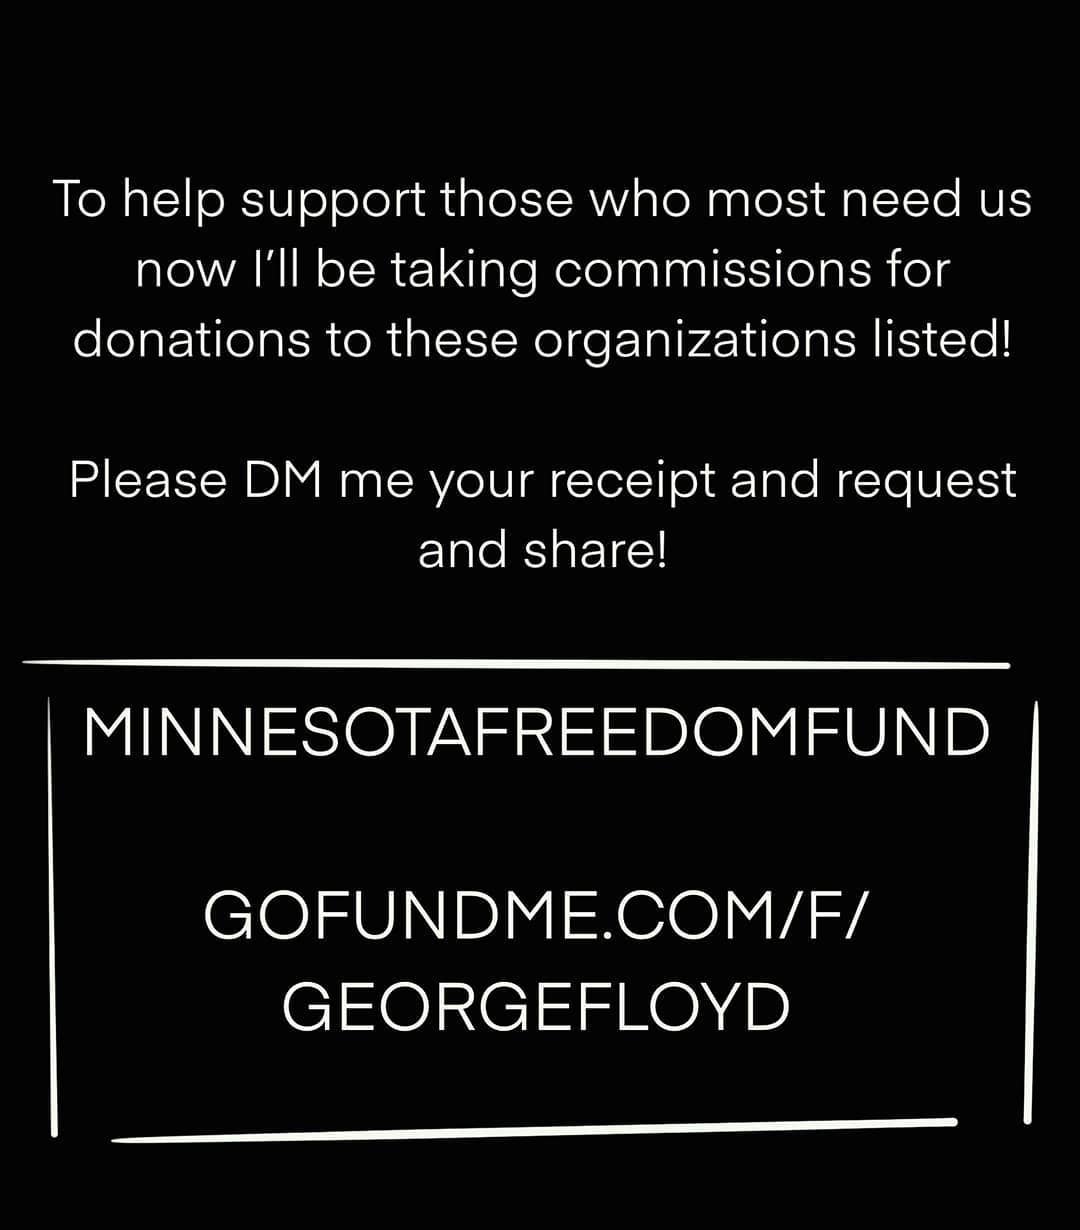 To help support those who most need us
now I’ll be taking commissions for
donations to these organizations listed!
Please DM me your receipt and request
and share!
MINNESOTAFREEDOMFUND
GOFUNDME.COM/F/
GEORGEFLOYD